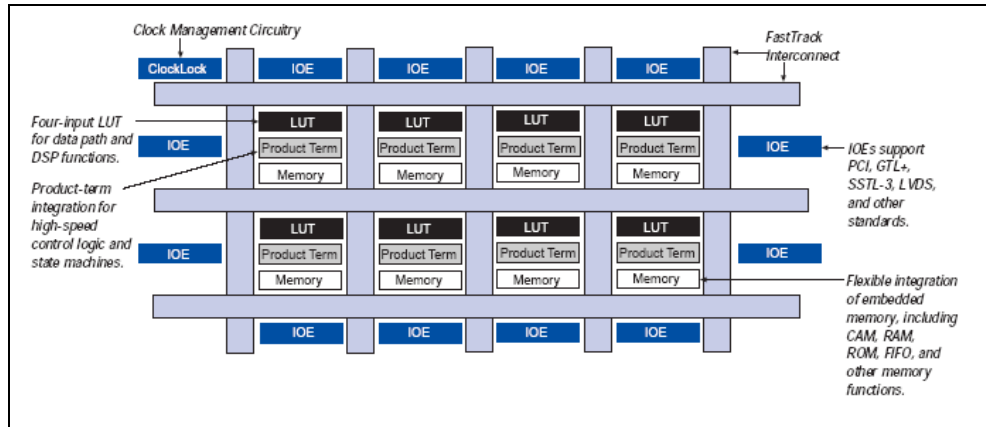 Clock Management Circuitry
FastTrack
Interconnect
ClockLock
IOE
IOE
IOE
IOE
Four-input LUT
for data path and
DSP functions.
LUT
LUT
LUT
LUT
IOE
Product Term
Product Term
Product Term
Product Term
IOE
Memory
Memory
Memory
Memory
IOEs support
PCI, GTL+,
SSTL-3, LVDS,
and other
standards.
Product-term
integration for
high-speed
control logic and
state machines.
LUT
LUT
LUT
LUT
IOE
Product Term
Product Term
Product Term
Product Term
IOE
Memory
Memory
Memory
Memory
Flexible integration
of embedded
memory, including
CAM, RAM,
ROM, FIFO, and
other memory
functions.
IOE
IOE
IOE
IOE